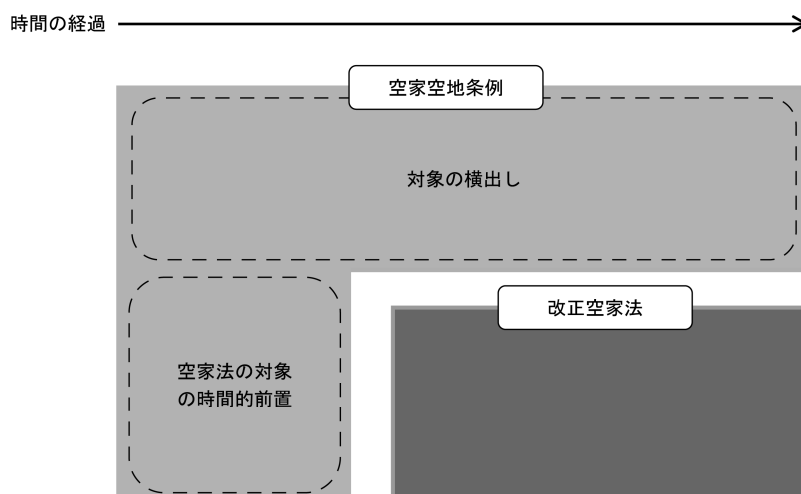 時間の経過
空家空地条例
対象の横出し
改正空家法
空家法の対象
の時間的前置